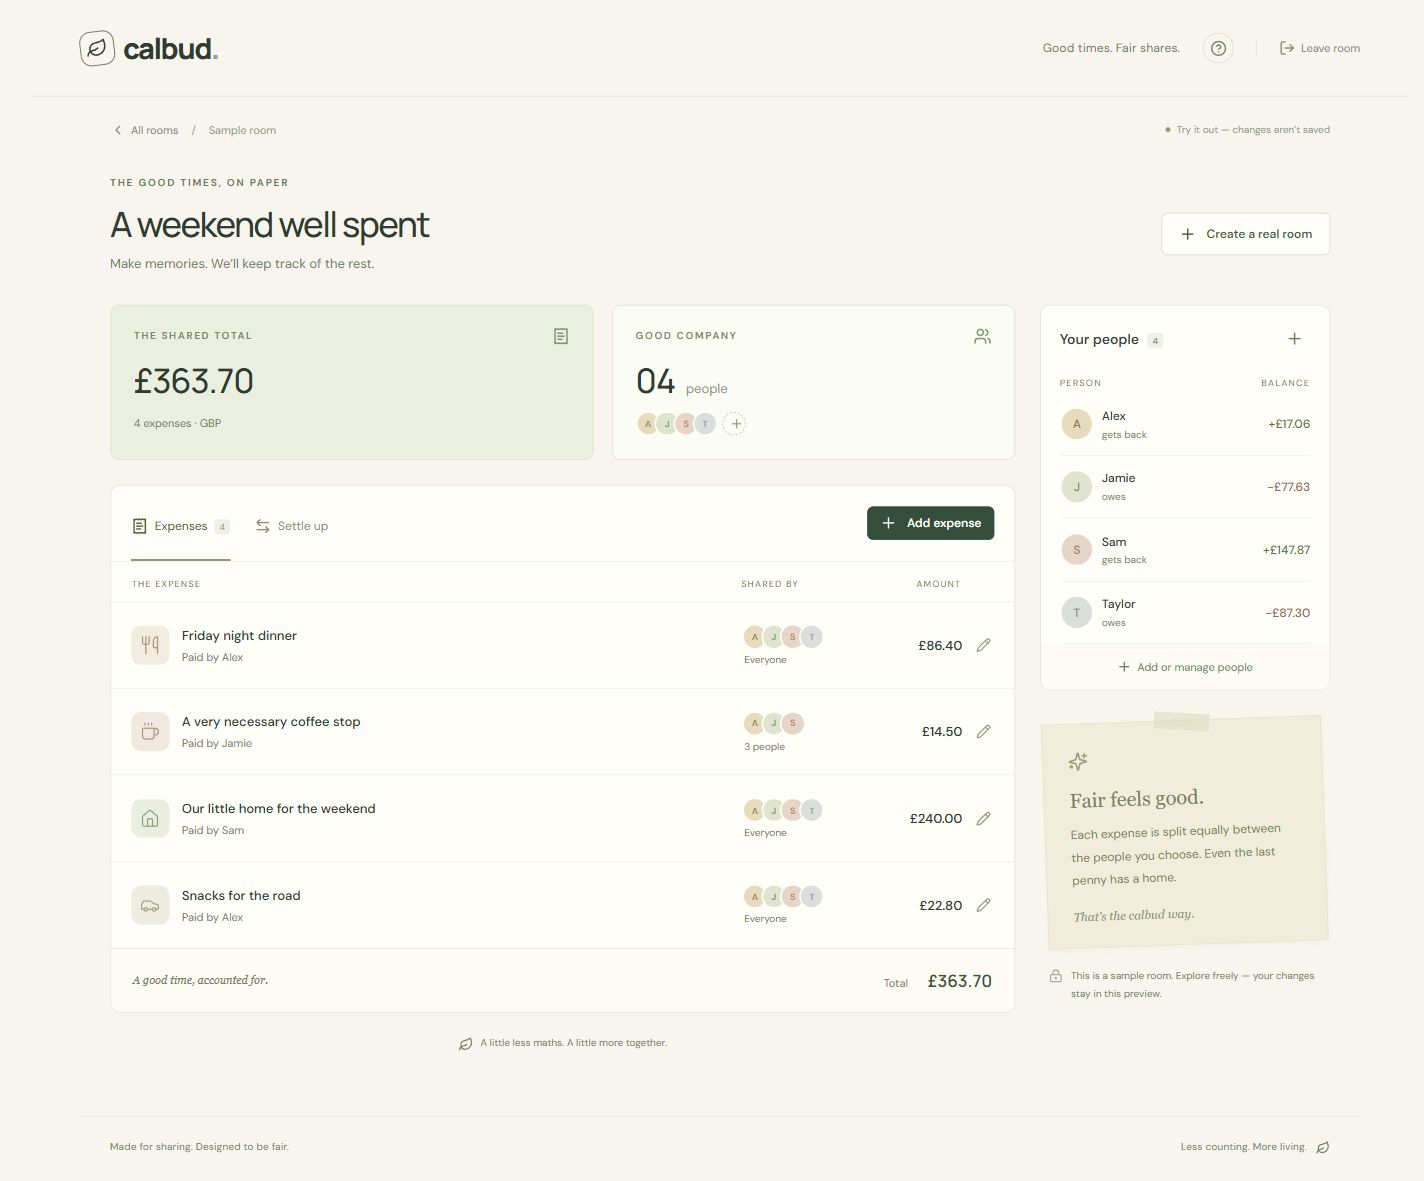 calbud.
Good times. Fair shares.
Leave room
All rooms / Sample room
Try it out — changes aren't saved
THE GOOD TIMES, ON PAPER
A weekend well spent
Make memories. We'll keep track of the rest.
Create a real room
THE SHARED TOTAL
£363.70
4 expenses · GBP
GOOD COMPANY
04 people
A J S T +
Expenses 4
Settle up
Add expense
THE EXPENSE SHARED BY AMOUNT
Friday night dinner
Paid by Alex
A J S T
Everyone
£86.40
A very necessary coffee stop
Paid by Jamie
A J S
3 people
£14.50
Our little home for the weekend
Paid by Sam
A J S T
Everyone
£240.00
Snacks for the road
Paid by Alex
A J S T
Everyone
£22.80
A good time, accounted for.
Total £363.70
Your people 4
PERSON BALANCE
A
Alex
gets back
+£17.06
J
Jamie
owes
−£77.63
S
Sam
gets back
+£147.87
T
Taylor
owes
−£87.30
Add or manage people
Fair feels good.
Each expense is split equally between
the people you choose. Even the last
penny has a home.
That's the calbud way.
This is a sample room. Explore freely — your changes
stay in this preview.
A little less maths. A little more together.
Made for sharing. Designed to be fair.
Less counting. More living.